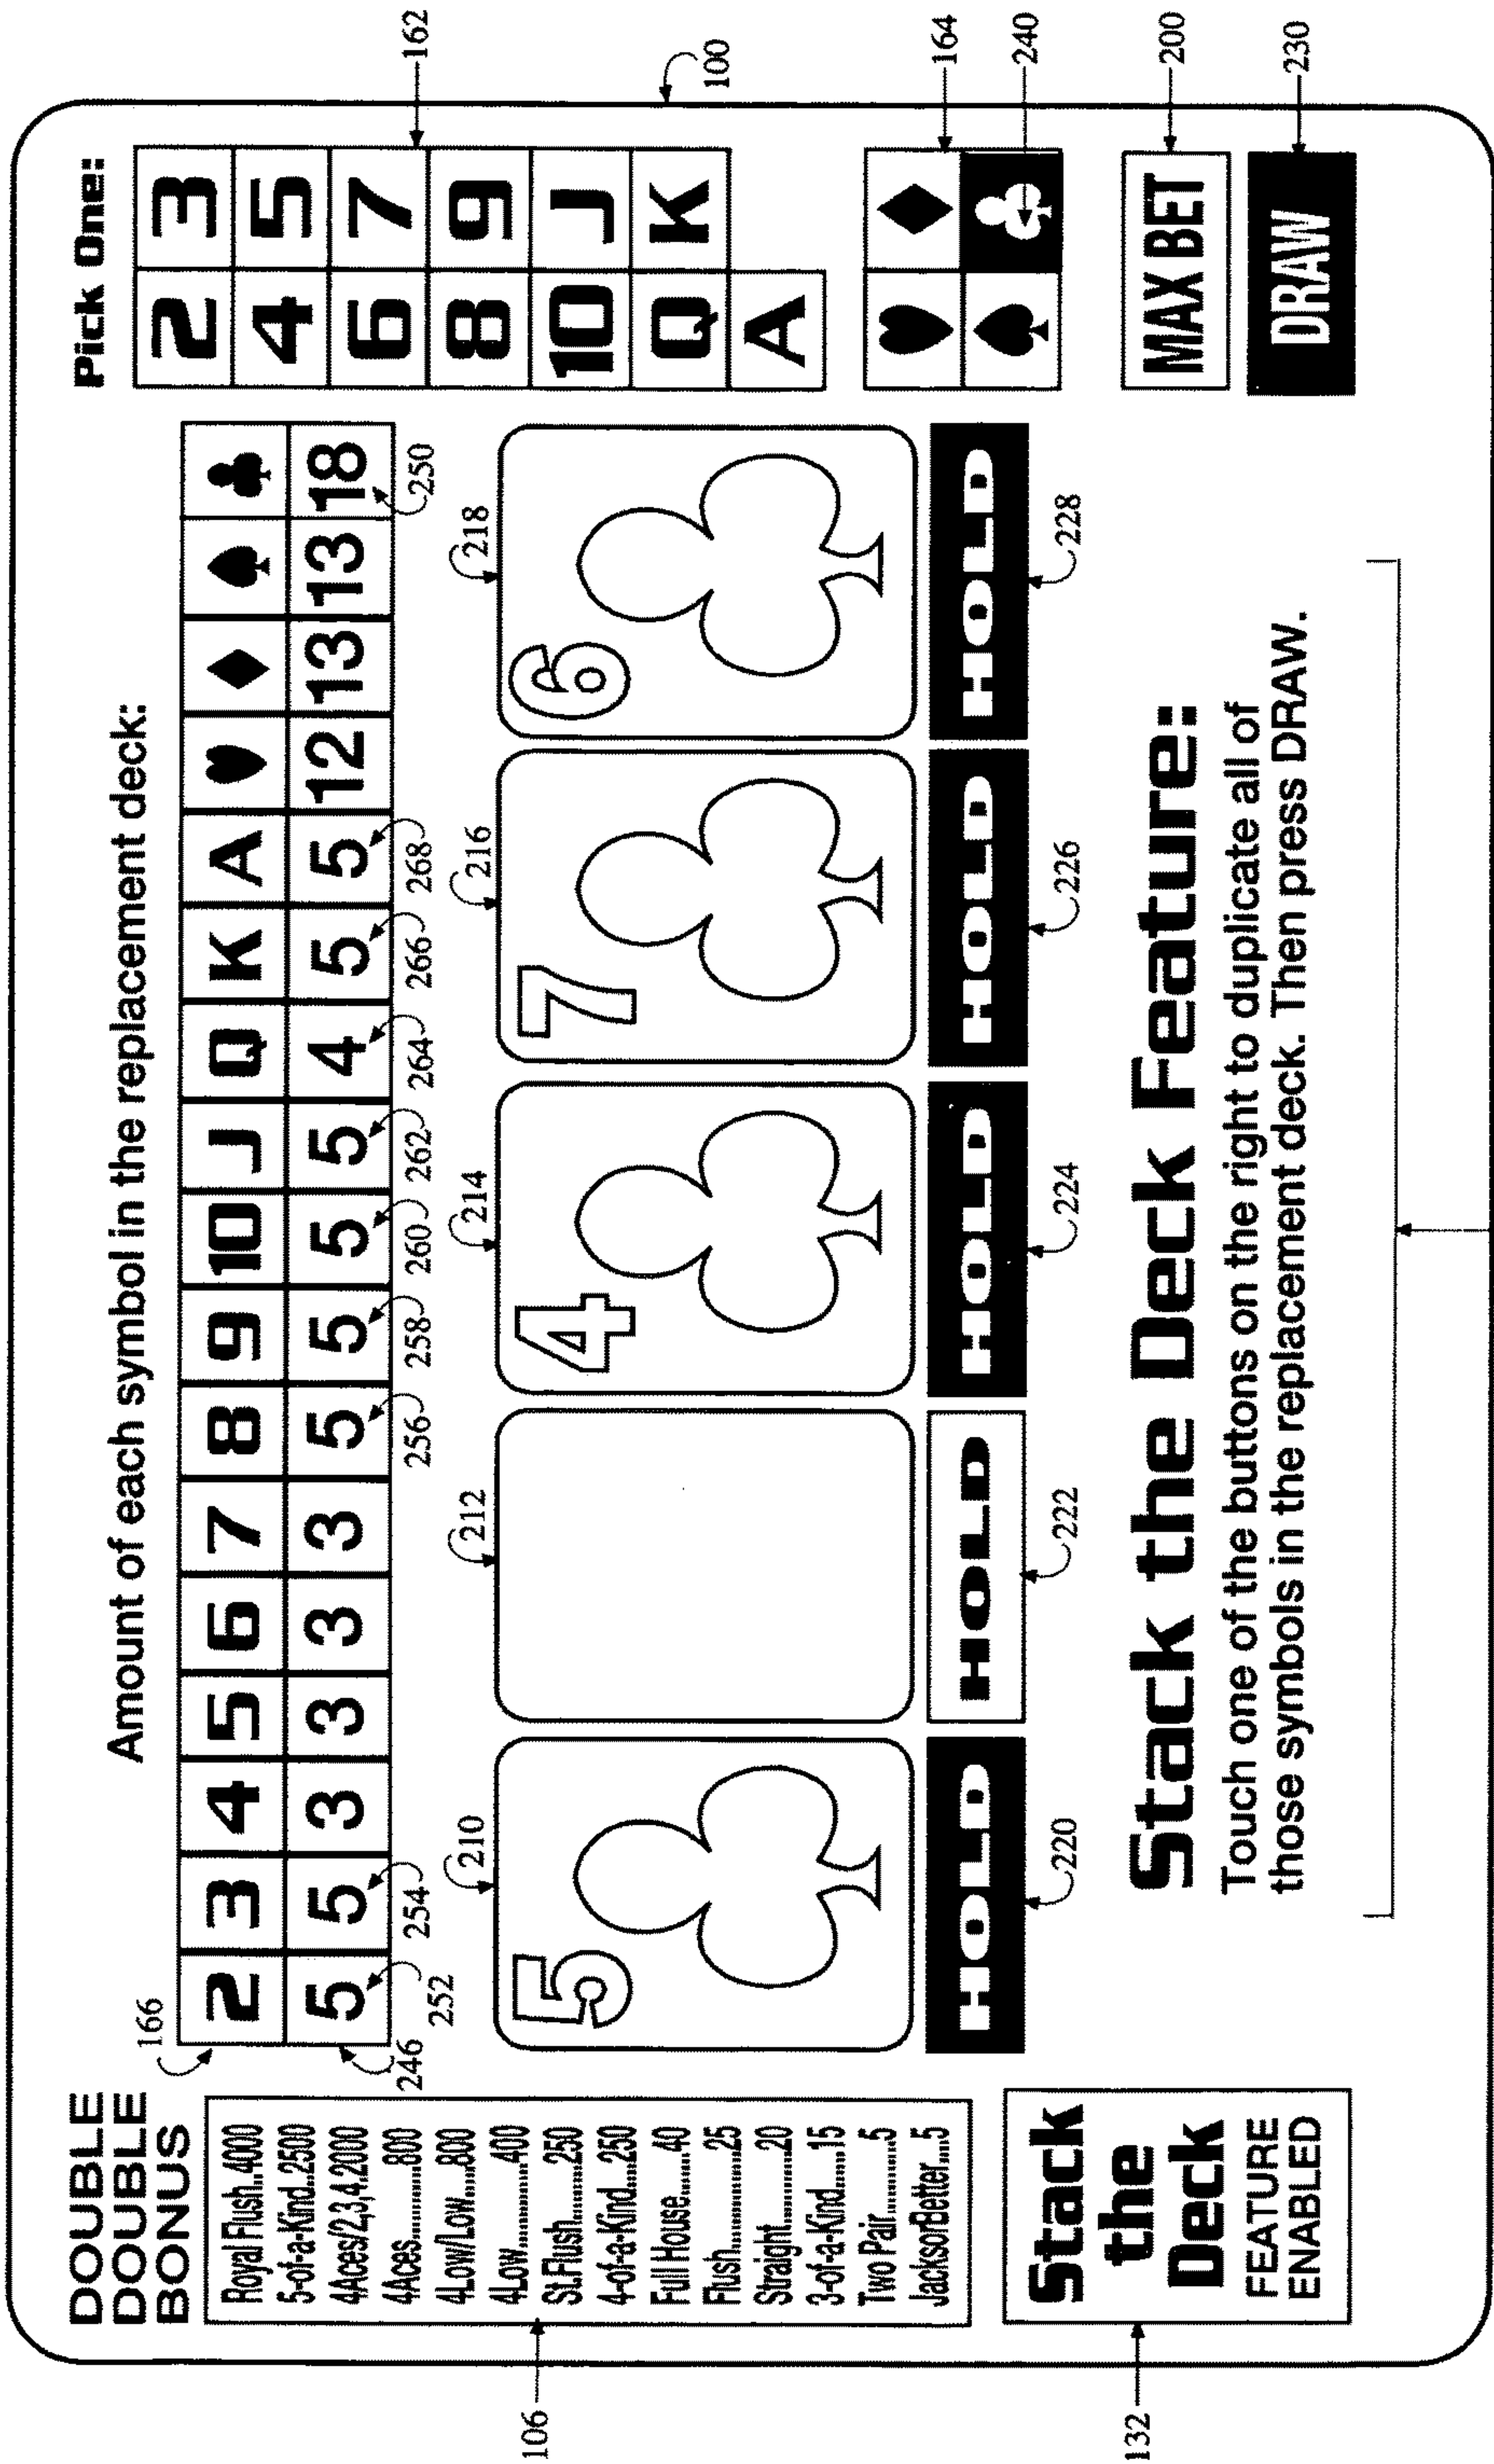 DOUBLE
DOUBLE
BONUS
Royal Flush..4000
5-of-a-Kind..2500
4Aces/2,3,4.2000
4Aces............800
4Low/Low....800
4Low..............400
St.Flush........250
4-of-a-Kind...250
Full House.....40
Flush..............25
Straight..........20
3-of-a-Kind....15
Two Pair..........5
JacksorBetter....5
106
Stack
the
Deck
FEATURE
ENABLED
132
Amount of each symbol in the replacement deck:
166
2 3 4 5 6 7 8 9 10 J Q K A ♥ ♦ ♠ ♣
5 5 3 3 3 3 5 5 5 5 4 5 5 12 13 13 18
246 252 254 256 258 260 262 264 266 268 250
210 212 214 216 218
5 4 7 6
HOLD HOLD HOLD HOLD HOLD
220 222 224 226 228
Stack the Deck Feature:
Touch one of the buttons on the right to duplicate all of
those symbols in the replacement deck. Then press DRAW.
Pick One:
2 3
4 5
6 7
8 9
10 J
Q K
A
162
100
♥ ♦
♠ ♣
164
240
MAX BET
200
DRAW
230